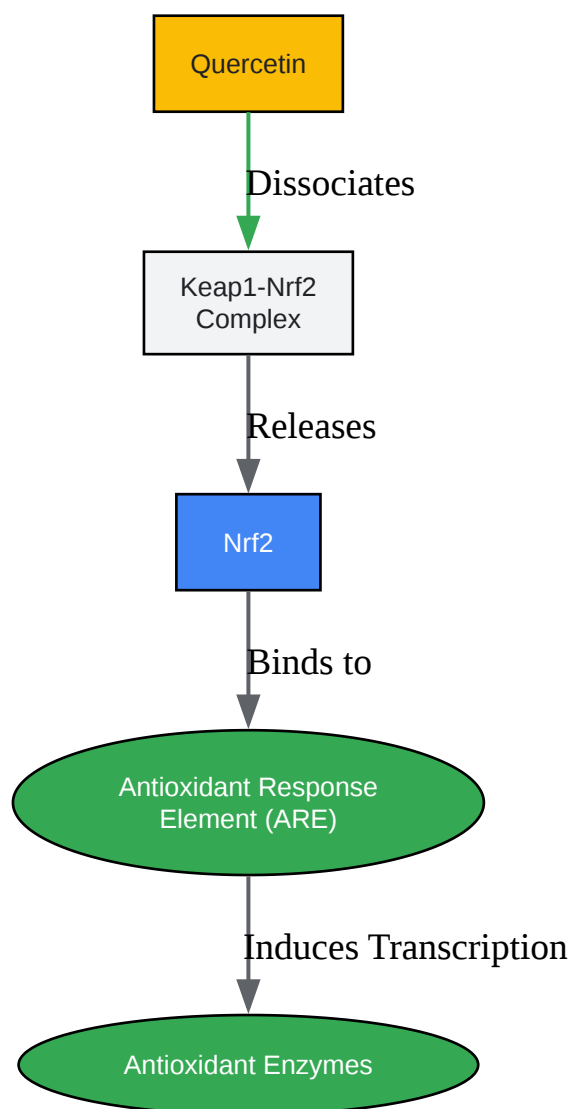 Quercetin
Dissociates
Keap1-Nrf2
Complex
Releases
Nrf2
Binds to
Antioxidant Response
Element (ARE)
Induces Transcription
Antioxidant Enzymes